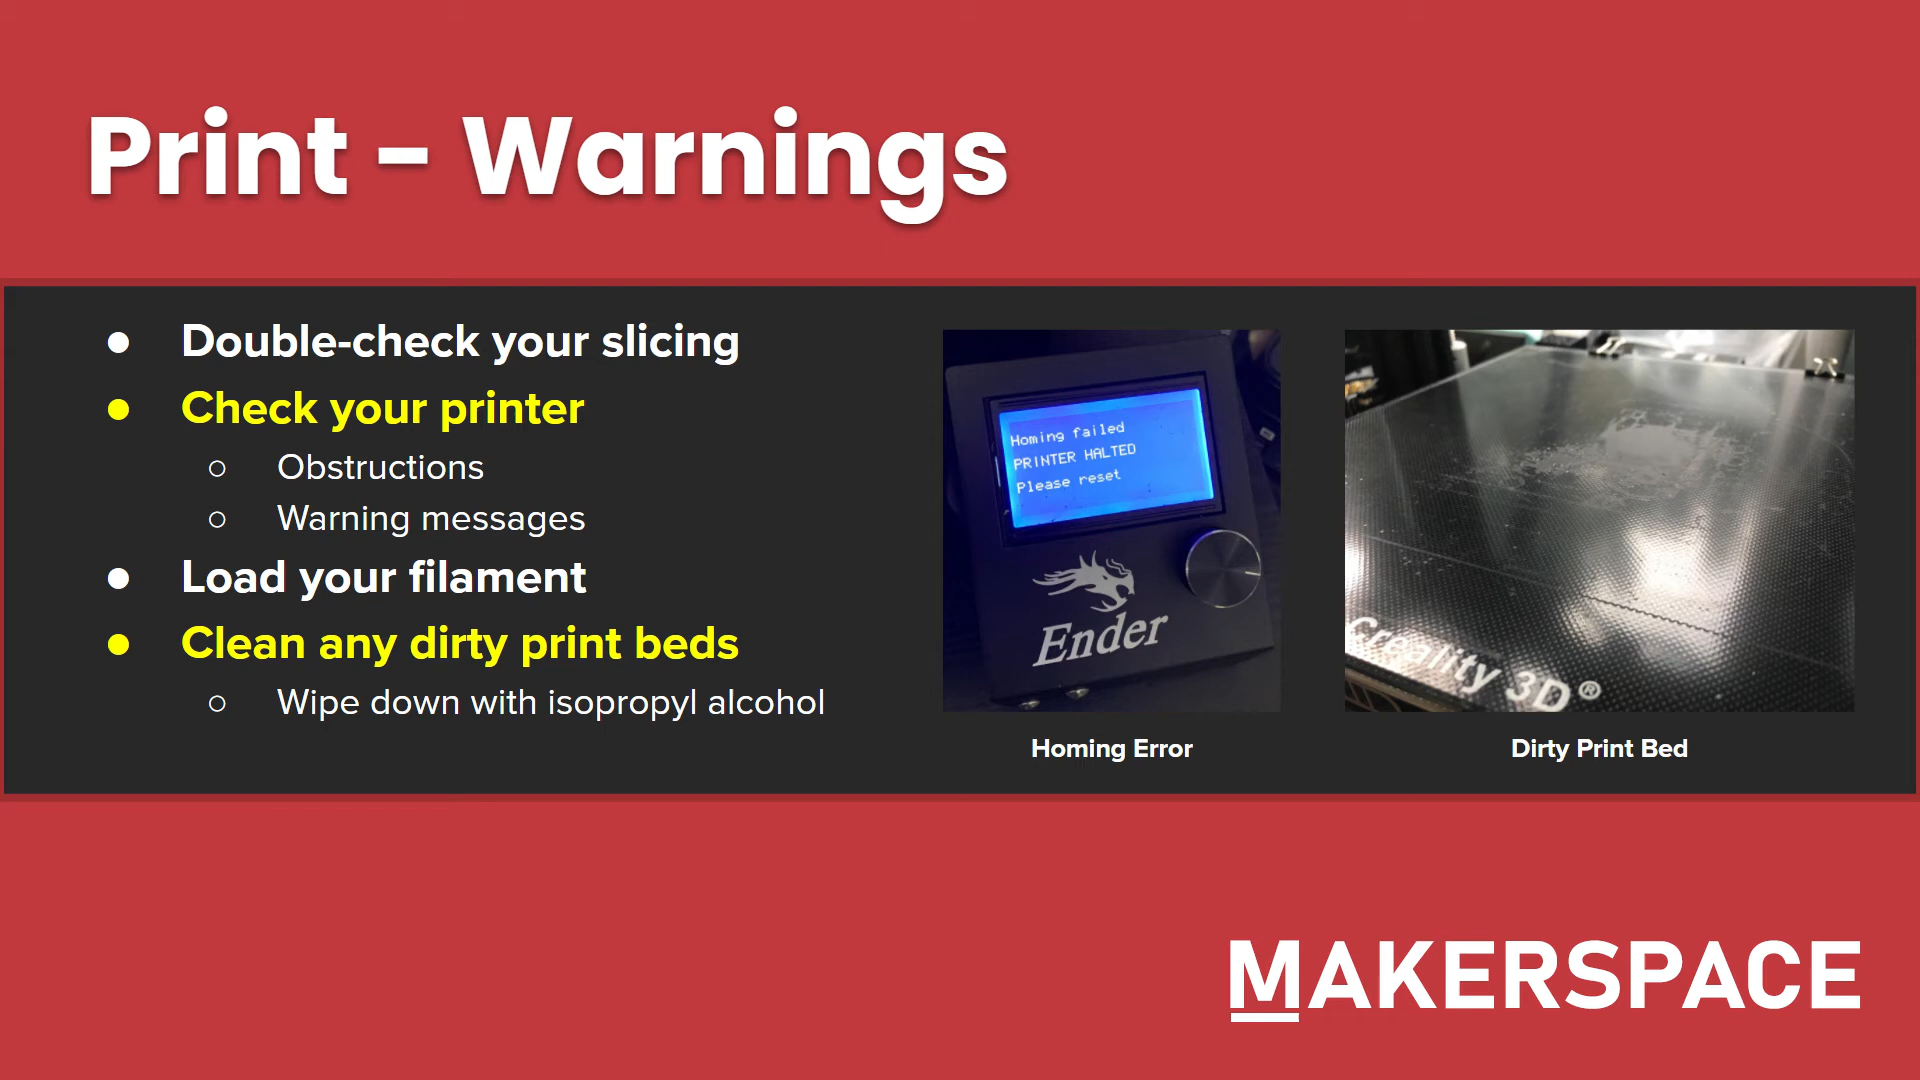 Print - Warnings
Double-check your slicing
Check your printer
Obstructions
Warning messages
Load your filament
Clean any dirty print beds
Wipe down with isopropyl alcohol
Homing failed
PRINTER HALTED
Please reset
Ender
Creality 3D®
Homing Error
Dirty Print Bed
MAKERSPACE